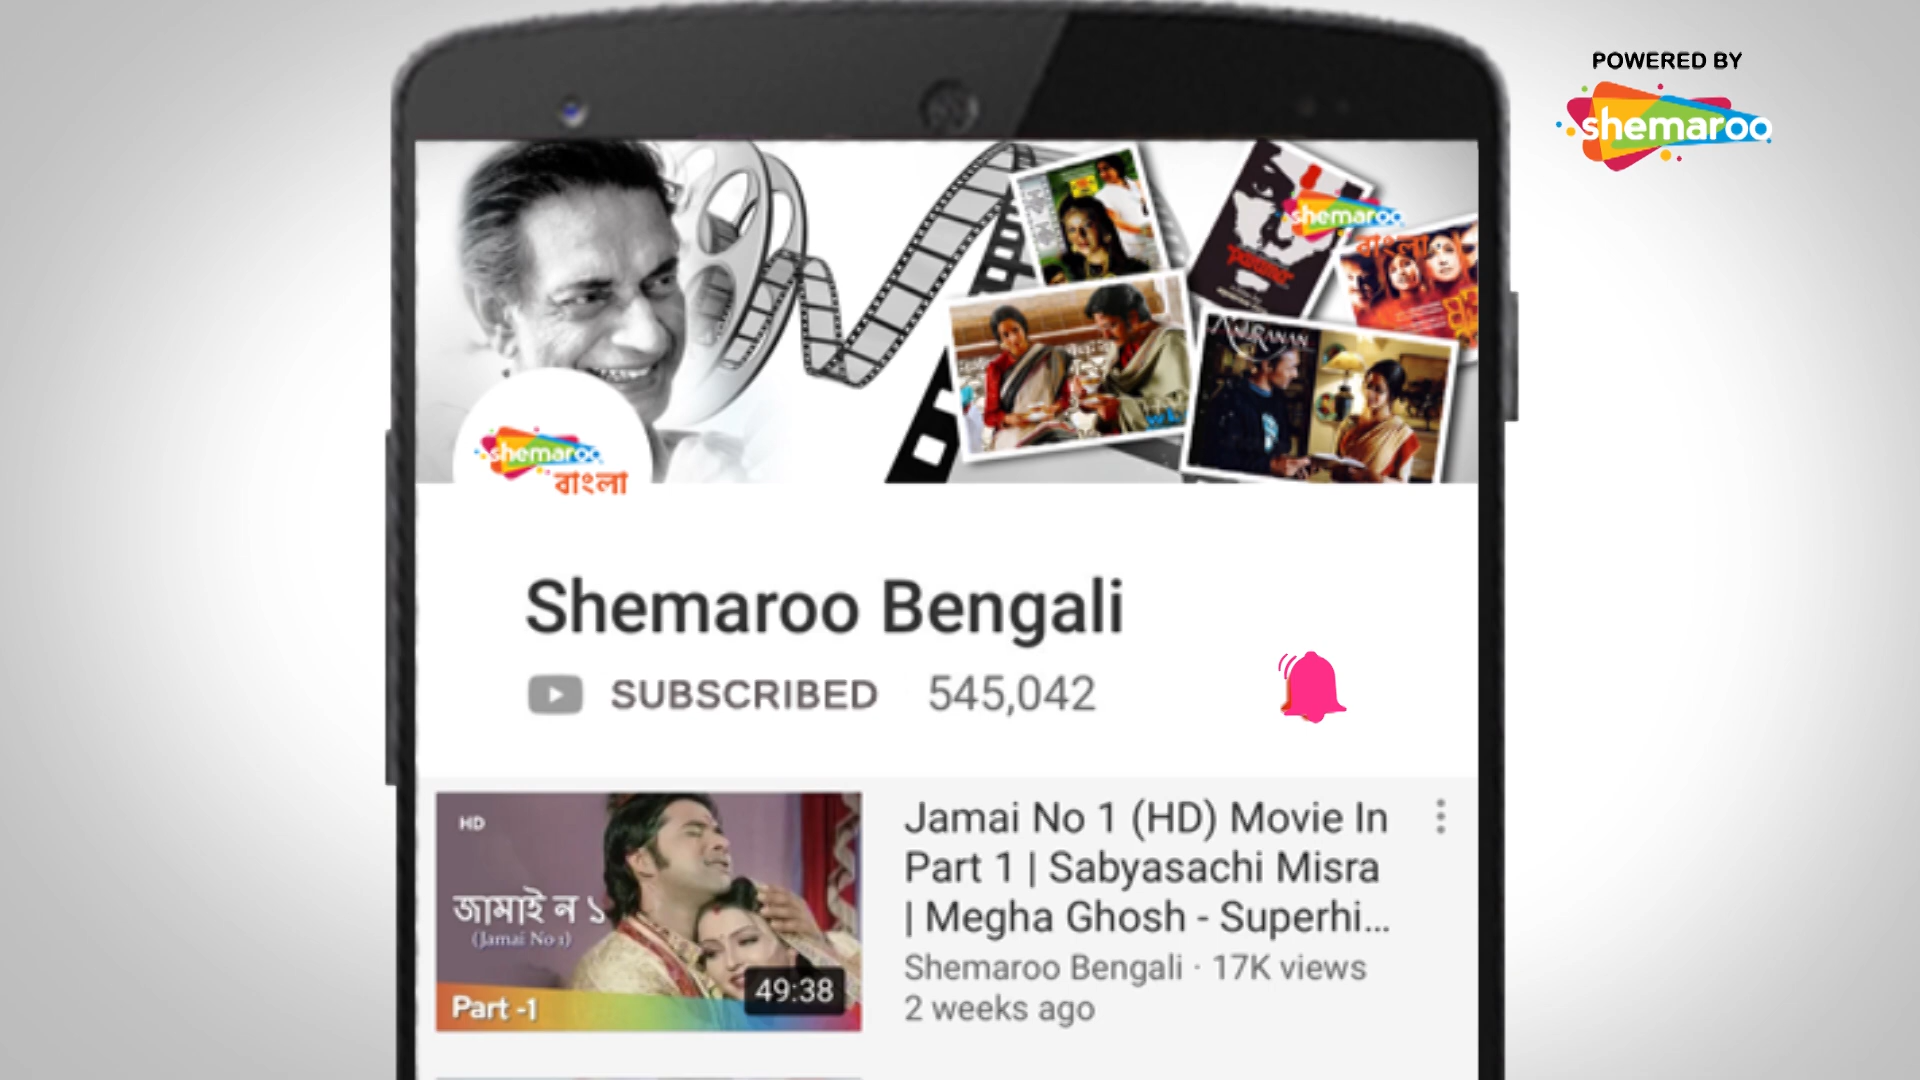 POWERED BY
shemaroo
shemaroo
বাংলা
ANURANAN
shemaroo
বাংলা
Shemaroo Bengali
SUBSCRIBED 545,042
HD
জামাই ন ১
(Jamai No 1)
Part -1
49:38
Jamai No 1 (HD) Movie In
Part 1 | Sabyasachi Misra
| Megha Ghosh - Superhi...
Shemaroo Bengali · 17K views
2 weeks ago